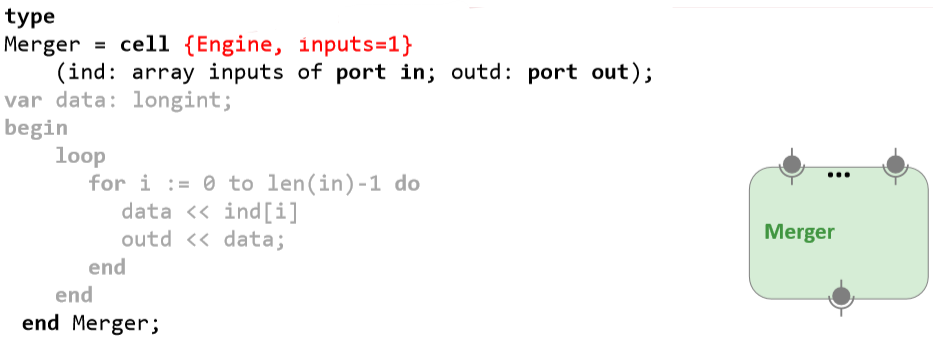 type
Merger = cell {Engine, inputs=1}
    (ind: array inputs of port in; outd: port out);
var data: longint;
begin
    loop
       for i := 0 to len(in)-1 do
          data << ind[i]
          outd << data;
       end
    end
 end Merger;
...
Merger